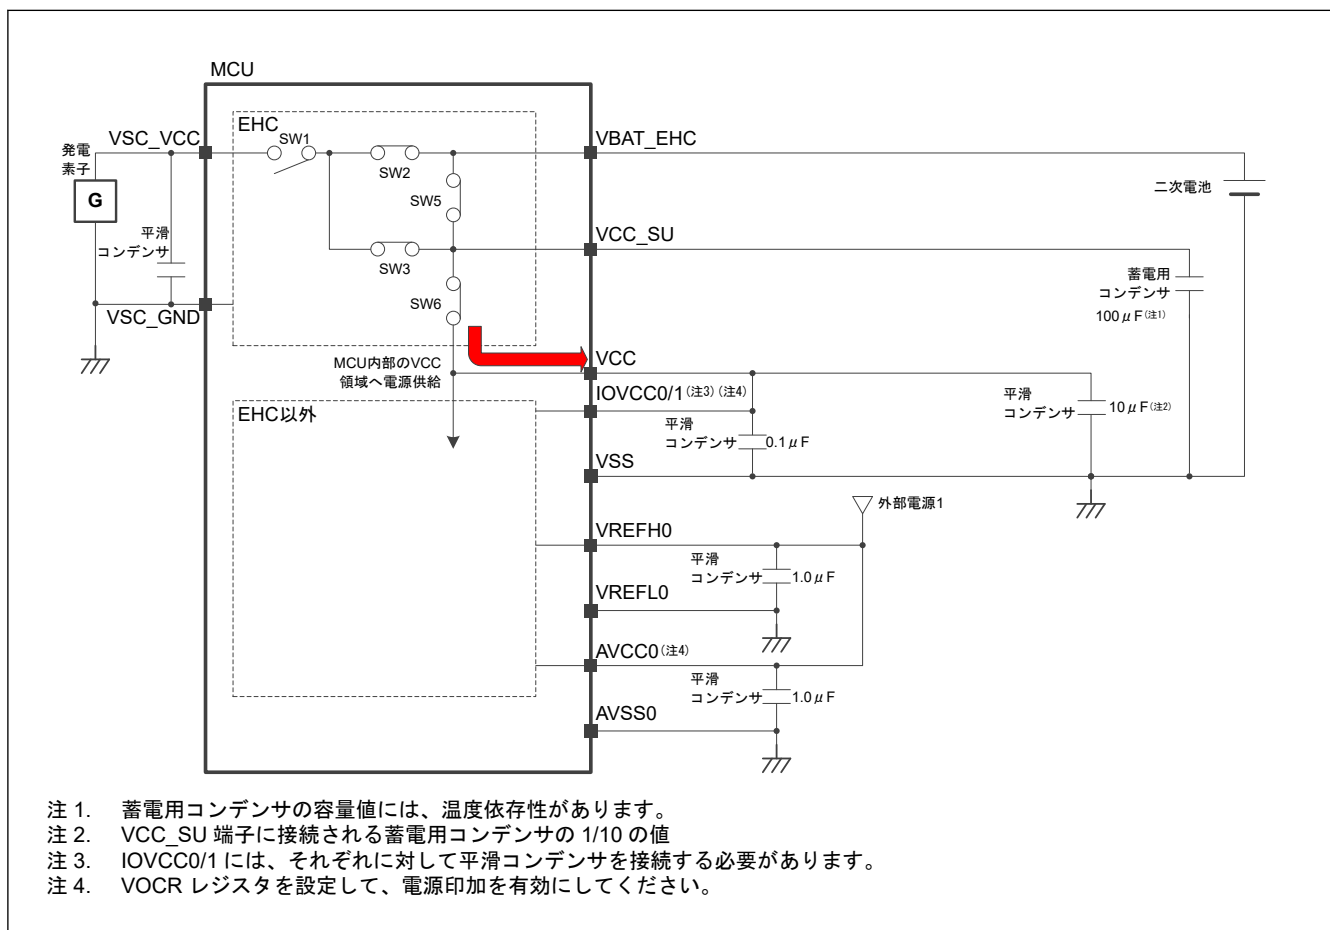 MCU
EHC
VSC_VCC
SW1
VBAT_EHC
発電
素子
SW2
二次電池
G
SW5
平滑
コンデンサ
VCC_SU
SW3
蓄電用
コンデンサ
100μF(注1)
SW6
VSC_GND
MCU内部のVCC
領域へ電源供給
VCC
IOVCC0/1(注3)(注4)
平滑
コンデンサ
10μF(注2)
EHC以外
平滑
コンデンサ
0.1μF
VSS
外部電源1
VREFH0
平滑
コンデンサ
1.0μF
VREFL0
AVCC0(注4)
平滑
コンデンサ
1.0μF
AVSS0
注 1. 蓄電用コンデンサの容量値には、温度依存性があります。
注 2. VCC_SU 端子に接続される蓄電用コンデンサの 1/10 の値
注 3. IOVCC0/1 には、それぞれに対して平滑コンデンサを接続する必要があります。
注 4. VOCR レジスタを設定して、電源印加を有効にしてください。